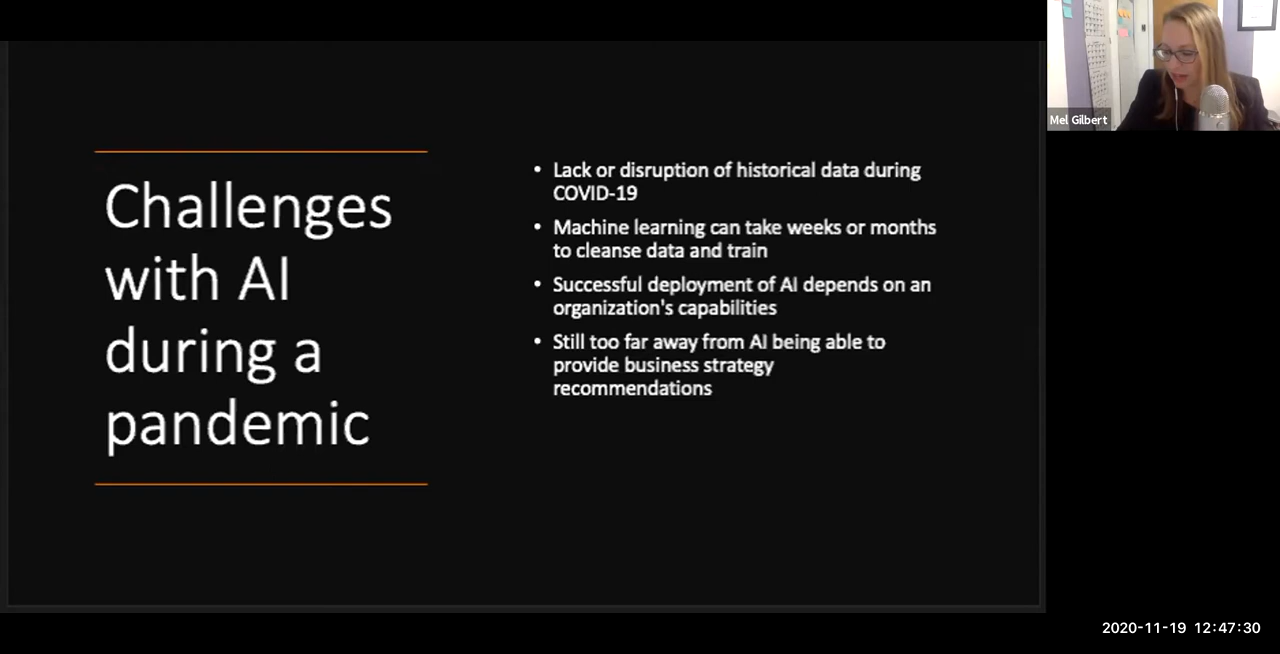 Challenges
with AI
during a
pandemic
• Lack or disruption of historical data during
COVID-19
• Machine learning can take weeks or months
to cleanse data and train
• Successful deployment of AI depends on an
organization's capabilities
• Still too far away from AI being able to
provide business strategy
recommendations
Mel Gilbert
2020-11-19 12:47:30